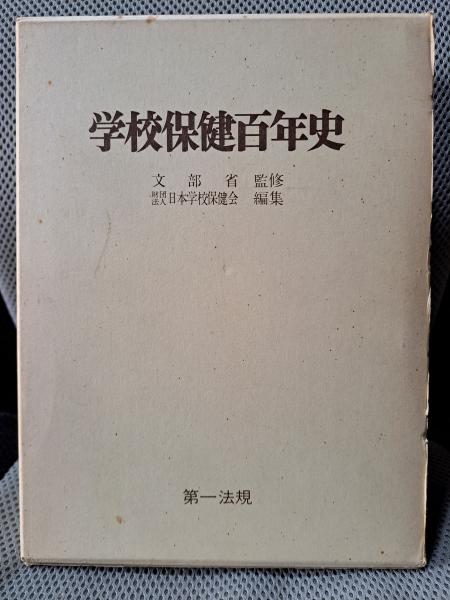 学校保健百年史
文部省 監修
財団法人日本学校保健会 編集
第一法規